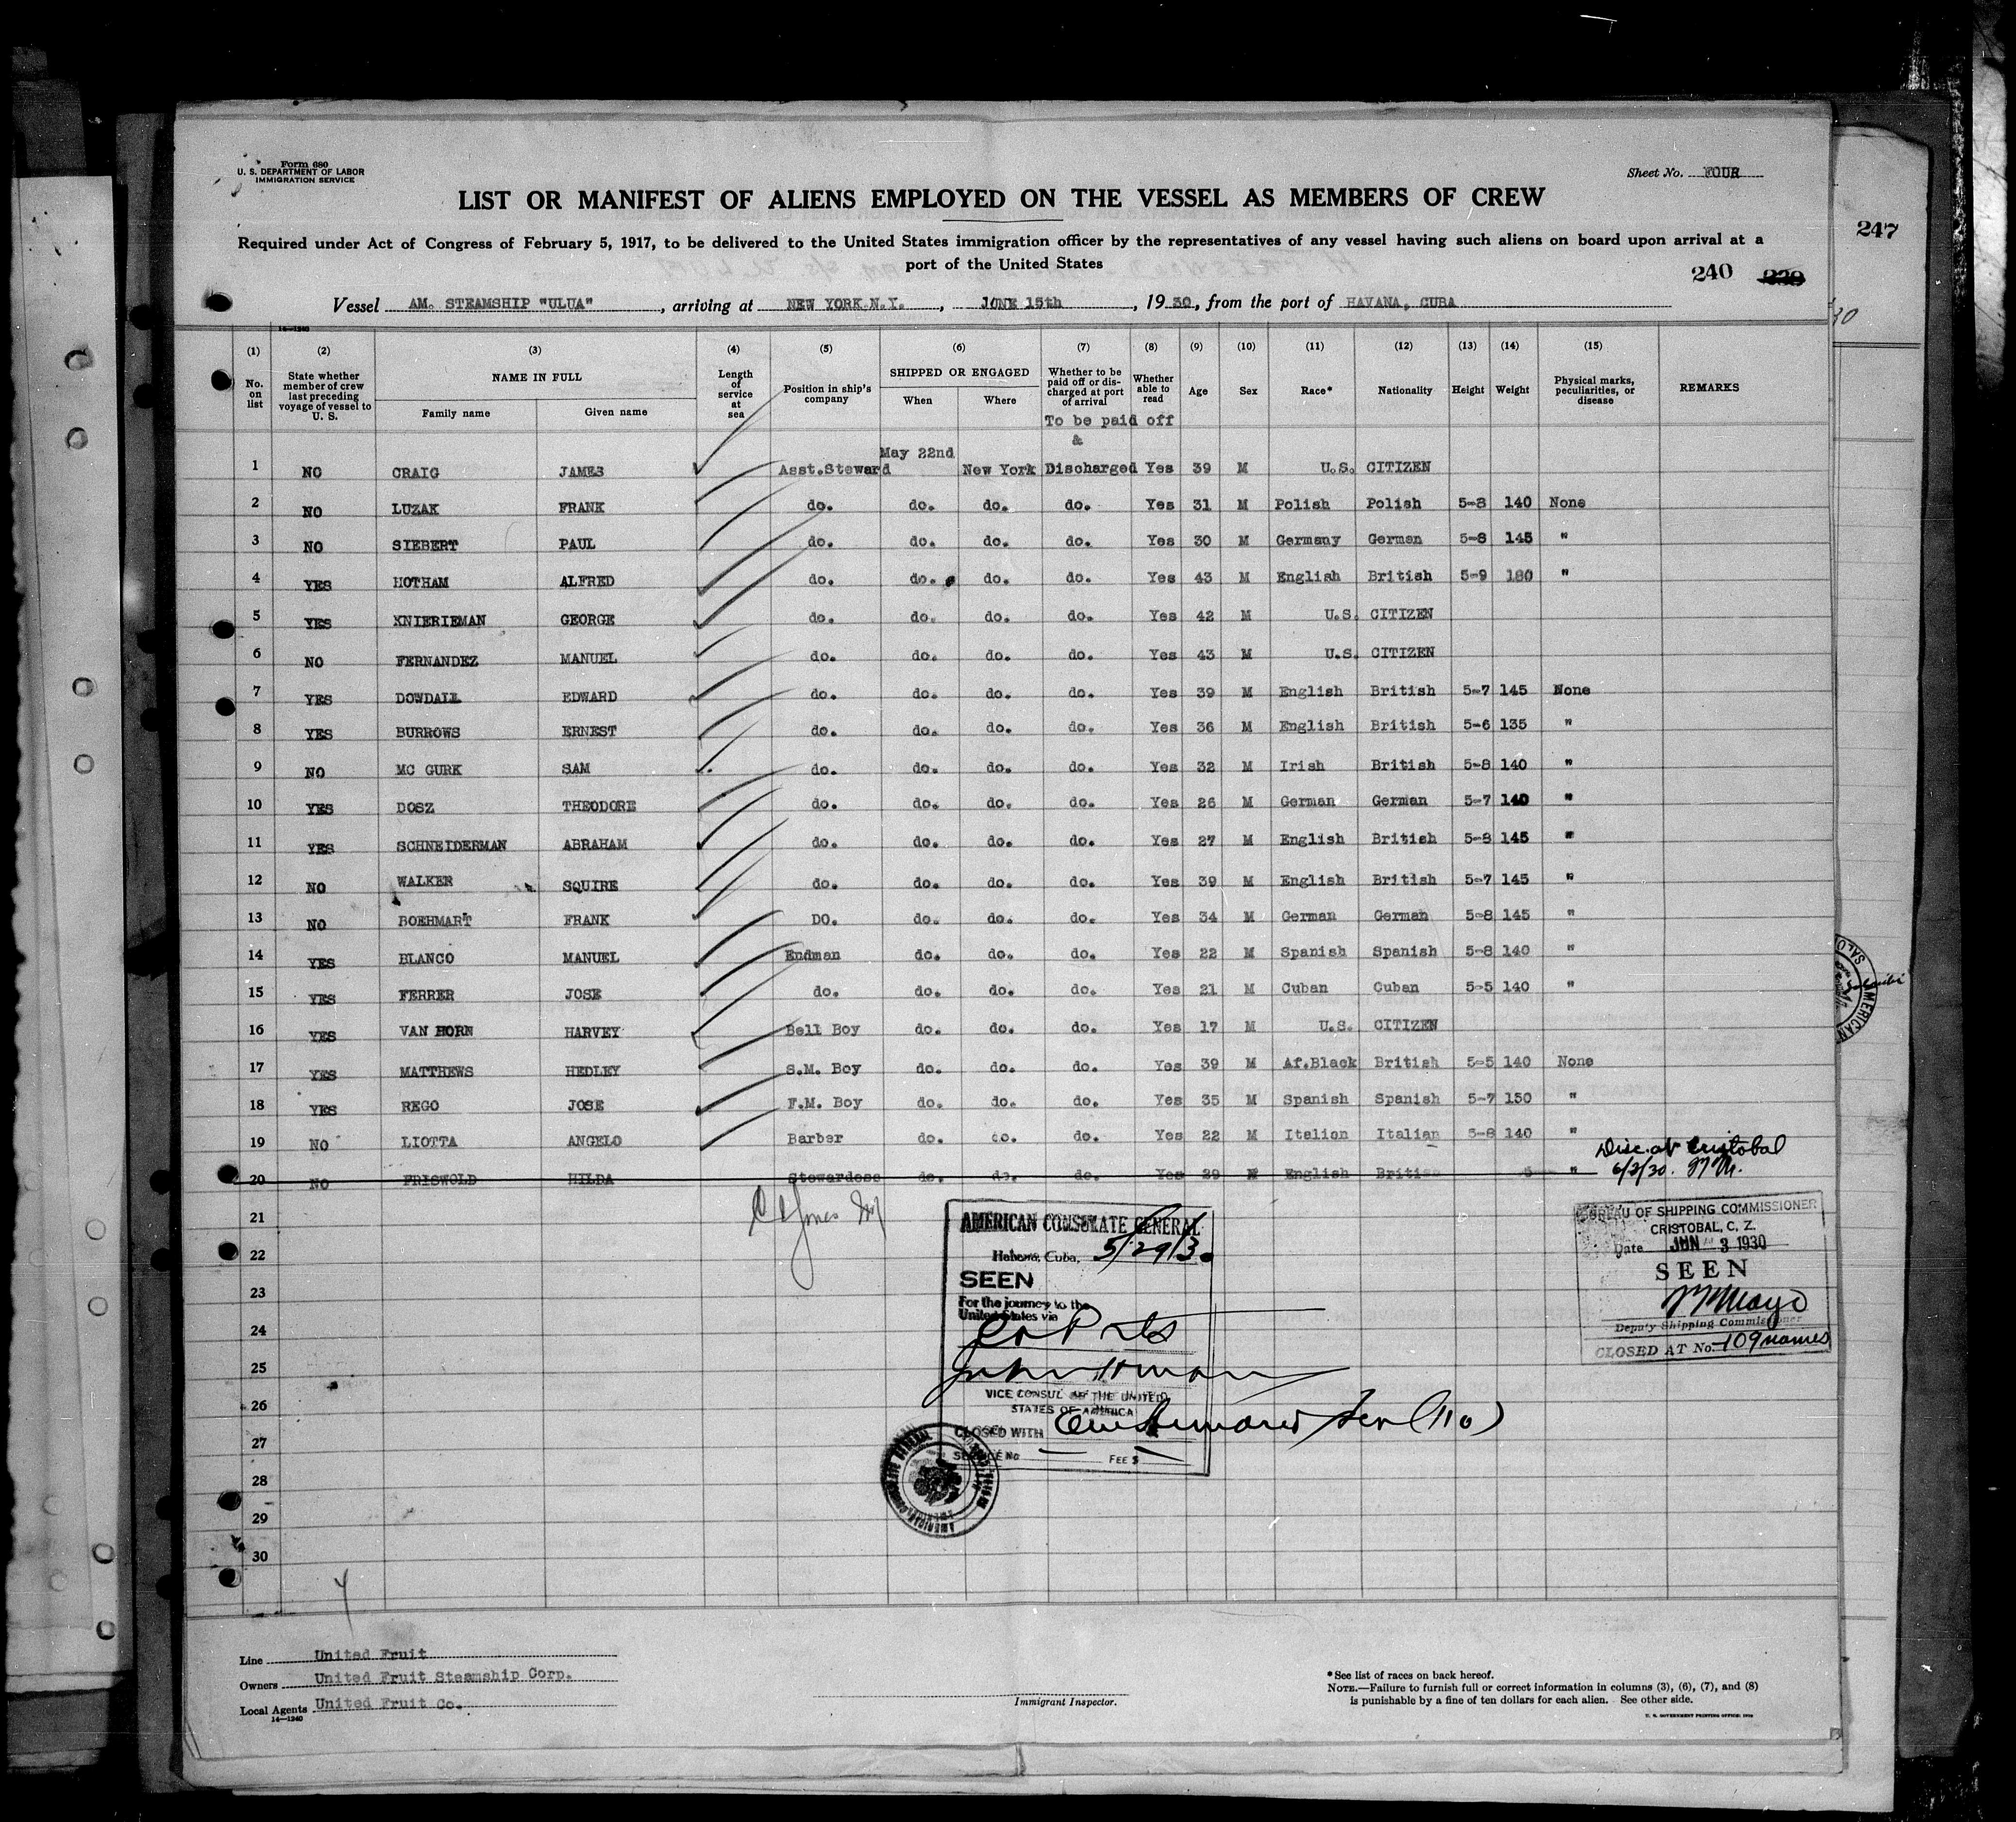 Form 680
U. S. DEPARTMENT OF LABOR
IMMIGRATION SERVICE
Sheet No. FOUR
LIST OR MANIFEST OF ALIENS EMPLOYED ON THE VESSEL AS MEMBERS OF CREW
Required under Act of Congress of February 5, 1917, to be delivered to the United States immigration officer by the representatives of any vessel having such aliens on board upon arrival at a
port of the United States
240
247
Vessel AM. STEAMSHIP "ULUA", arriving at NEW YORK.N.Y., JUNE 15th, 1930, from the port of HAVANA, CUBA
14—1240
(1) (2) (3) (4) (5) (6) (7) (8) (9) (10) (11) (12) (13) (14) (15)
No. on list
State whether member of crew last preceding voyage of vessel to U. S.
NAME IN FULL
Family name
Given name
Length of service at sea
Position in ship's company
SHIPPED OR ENGAGED
When
Where
Whether to be paid off or discharged at port of arrival
Whether able to read
Age
Sex
Race*
Nationality
Height
Weight
Physical marks, peculiarities, or disease
REMARKS
To be paid off
&
May 22nd
1 NO CRAIG JAMES Asst.Steward New York Discharged Yes 39 M U.S. CITIZEN
2 NO LUZAK FRANK do. do. do. do. Yes 31 M Polish Polish 5-8 140 None
3 NO SIEBERT PAUL do. do. do. do. Yes 30 M Germany German 5-8 145 "
4 YES HOTHAM ALFRED do. do. do. do. Yes 43 M English British 5-9 180 "
5 YES KNIERIEMAN GEORGE do. do. do. do. Yes 42 M U.S. CITIZEN
6 NO FERNANDEZ MANUEL do. do. do. do. Yes 43 M U.S. CITIZEN
7 YES DOWDALL EDWARD do. do. do. do. Yes 39 M English British 5-7 145 None
8 YES BURROWS ERNEST do. do. do. do. Yes 36 M English British 5-6 135 "
9 NO MC GURK SAM do. do. do. do. Yes 32 M Irish British 5-8 140 "
10 YES DOSZ THEODORE do. do. do. do. Yes 26 M German German 5-7 140 "
11 YES SCHNEIDERMAN ABRAHAM do. do. do. do. Yes 27 M English British 5-8 145 "
12 NO WALKER SQUIRE do. do. do. do. Yes 39 M English British 5-7 145 "
13 NO BOEHMART FRANK DO. do. do. do. Yes 34 M German German 5-8 145 "
14 YES BLANCO MANUEL Endman do. do. do. Yes 22 M Spanish Spanish 5-8 140 "
15 YES FERRER JOSE do. do. do. do. Yes 21 M Cuban Cuban 5-5 140 "
16 YES VAN HORN HARVEY Bell Boy do. do. do. Yes 17 M U.S. CITIZEN
17 YES MATTHEWS HEDLEY S.M. Boy do. do. do. Yes 39 M Af.Black British 5-5 140 None
18 YES REGO JOSE F.M. Boy do. do. do. Yes 35 M Spanish Spanish 5-7 150 "
19 NO LIOTTA ANGELO Barber do. do. do. Yes 22 M Italian Italian 5-8 140 "
Disc. at Cristobal
6/3/30.
20 NO FRISWOLD HILDA Stewardess do. do. do. Yes 29 English British "
21
22
23
24
25
26
27
28
29
30
AMERICAN CONSULATE GENERAL
Habana, Cuba, 5/29/30
SEEN
For the journey to the
United States via
VICE CONSUL OF THE UNITED
STATES OF AMERICA
CLOSED WITH
(110)
SERVICE No FEE $
BUREAU OF SHIPPING COMMISSIONER
CRISTOBAL, C. Z.
Date JUN 3 1930
SEEN
Deputy Shipping Commissioner
CLOSED AT No. 109 names
Line United Fruit
Owners United Fruit Steamship Corp.
Local Agents United Fruit Co.
14—1240
Immigrant Inspector.
*See list of races on back hereof.
NOTE.—Failure to furnish full or correct information in columns (3), (6), (7), and (8)
is punishable by a fine of ten dollars for each alien. See other side.